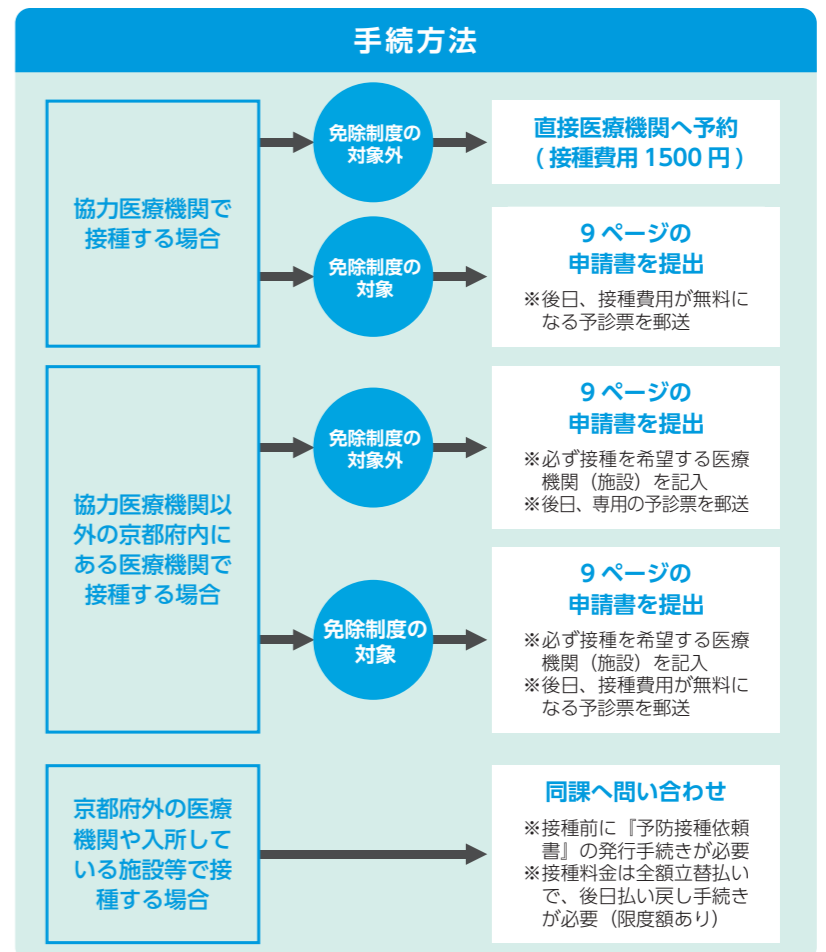 手続方法
協力医療機関で
接種する場合
免除制度の
対象外
直接医療機関へ予約
( 接種費用 1500 円 )
免除制度の
対象
9 ページの
申請書を提出
※後日、接種費用が無料に
なる予診票を郵送
協力医療機関以
外の京都府内に
ある医療機関で
接種する場合
免除制度の
対象外
9 ページの
申請書を提出
※必ず接種を希望する医療
機関（施設）を記入
※後日、専用の予診票を郵送
免除制度の
対象
9 ページの
申請書を提出
※必ず接種を希望する医療
機関（施設）を記入
※後日、接種費用が無料に
なる予診票を郵送
京都府外の医療
機関や入所して
いる施設等で接
種する場合
同課へ問い合わせ
※接種前に『予防接種依頼
書』の発行手続きが必要
※接種料金は全額立替払い
で、後日払い戻し手続き
が必要（限度額あり）